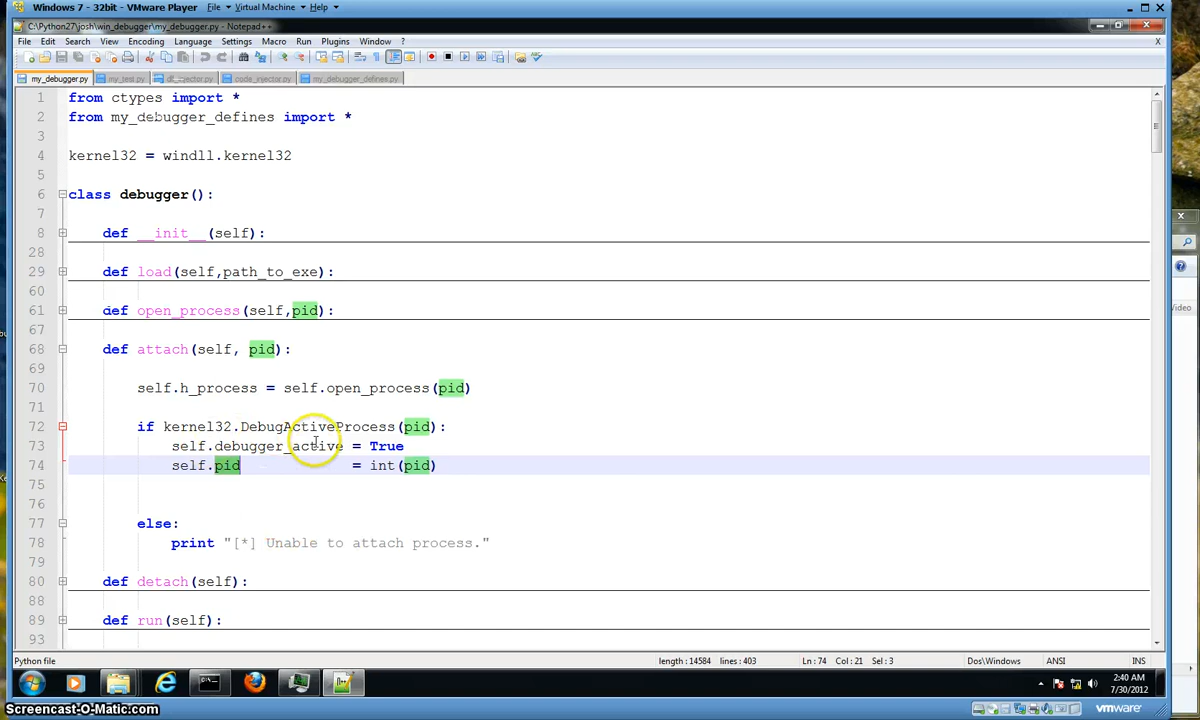 Windows 7 - 32bit - VMware Player File Virtual Machine Help
C:\Python27\josh\win_debugger\my_debugger.py - Notepad++
File Edit Search View Encoding Language Settings Macro Run Plugins Window ? X
my_debugger.py my_test.py code_injector.py my_debugger_defines.py
1 from ctypes import *
2 from my_debugger_defines import *
3
4 kernel32 = windll.kernel32
5
6 class debugger():
7
8 def __init__(self):
28
29 def load(self,path_to_exe):
60
61 def open_process(self,pid):
67
68 def attach(self, pid):
69
70 self.h_process = self.open_process(pid)
71
72 if kernel32.DebugActiveProcess(pid):
73 self.debugger_active = True
74 self.pid = int(pid)
75
76
77 else:
78 print "[*] Unable to attach process."
79
80 def detach(self):
88
89 def run(self):
93
Video
Python file length : 14584 lines : 403 Ln : 74 Col : 21 Sel : 3 Dos\Windows ANSI INS
2:40 AM
7/30/2012
Screencast-O-Matic.com vmware